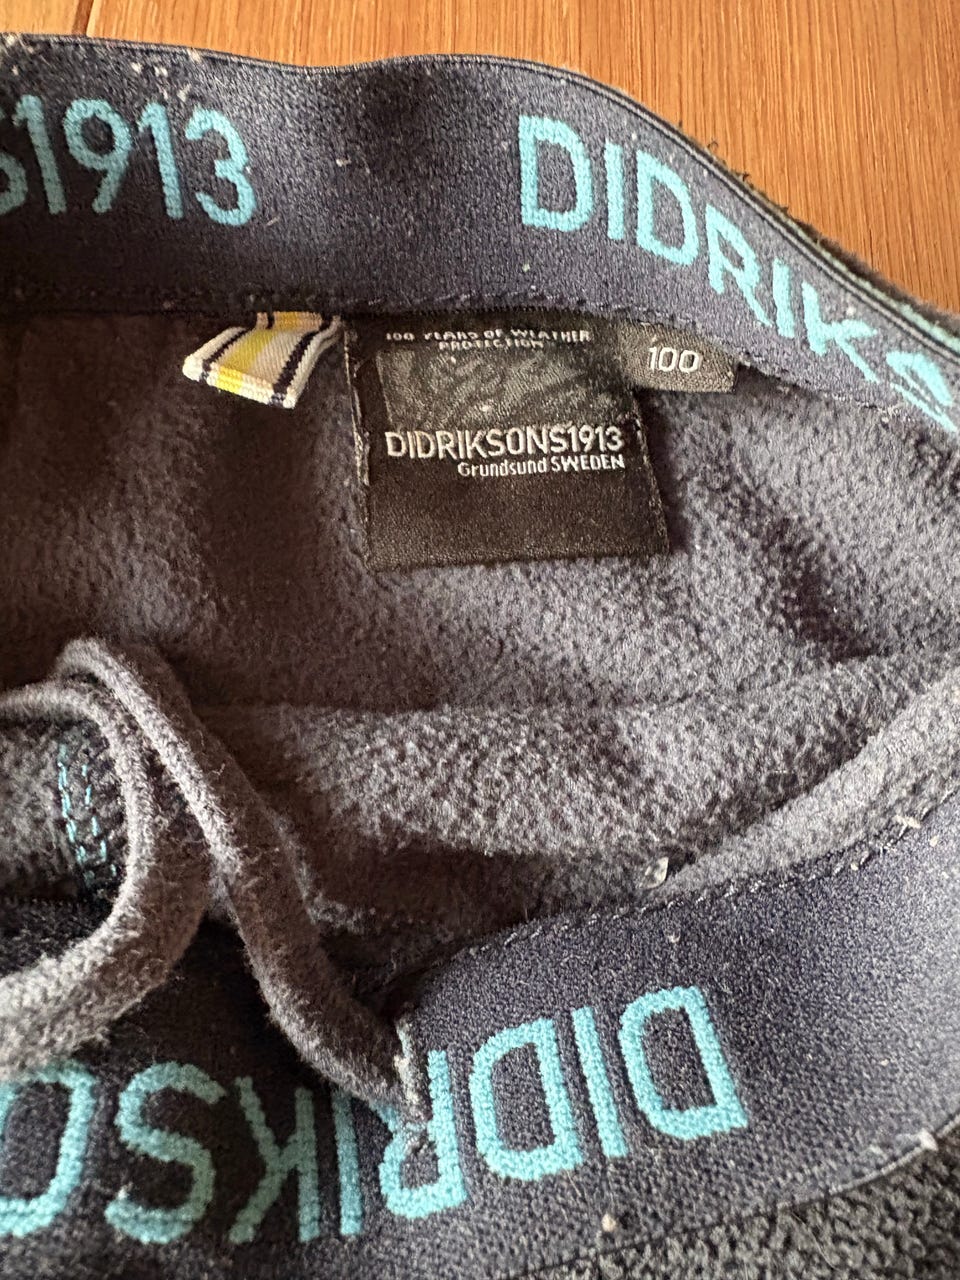 S1913
DIDRIKS
100 YEARS OF WEATHER
PROTECTION
100
DIDRIKSONS1913
Grundsund SWEDEN
DIDRIKSO